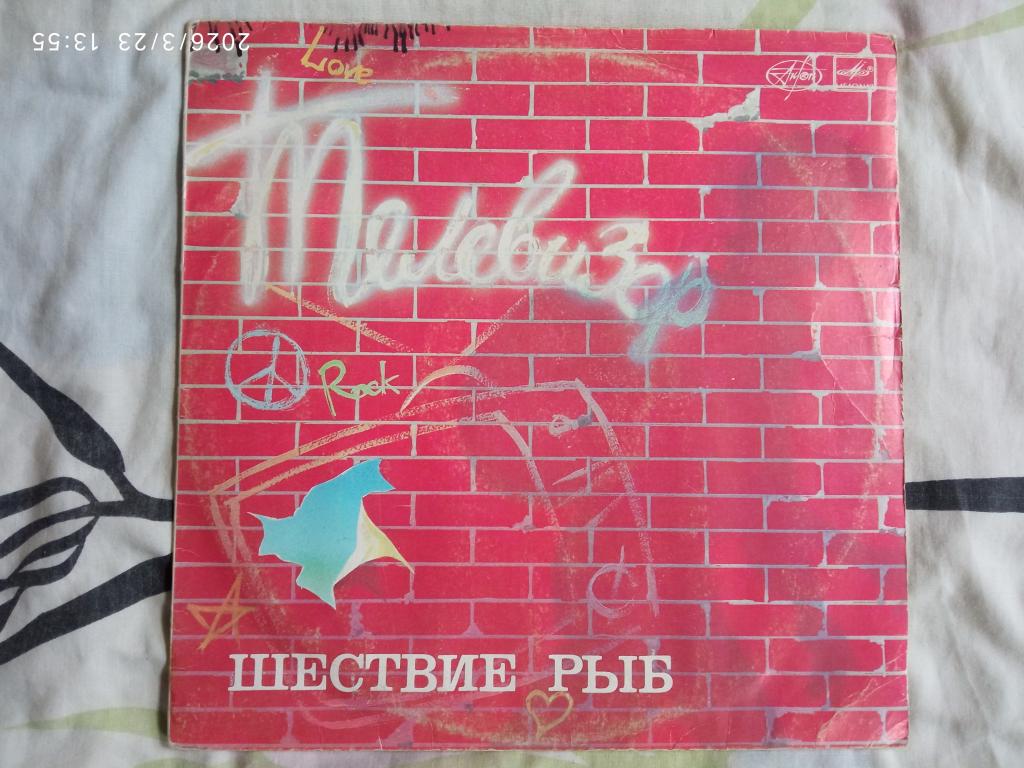 2026/3/23 13:55
Love
Телевизор
Rock
ШЕСТВИЕ РЫБ